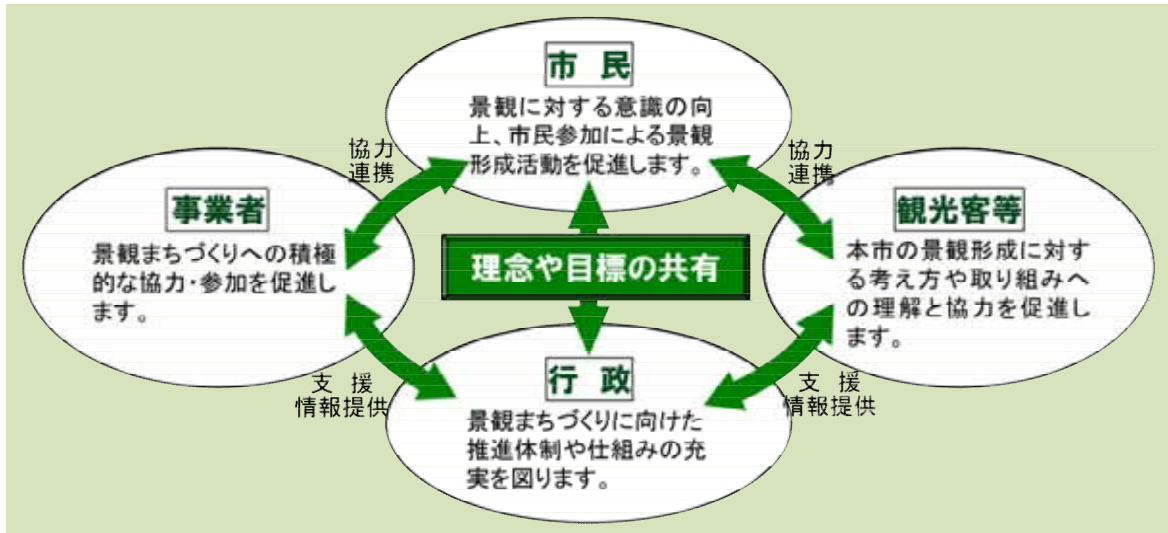 市 民
景観に対する意識の向
上、市民参加による景観
形成活動を促進します。
協力
連携
協力
連携
事業者
景観まちづくりへの積極
的な協力・参加を促進し
ます。
理念や目標の共有
観光客等
本市の景観形成に対す
る考え方や取り組みへ
の理解と協力を促進し
ます。
支 援
情報提供
支 援
情報提供
行 政
景観まちづくりに向けた
推進体制や仕組みの充
実を図ります。